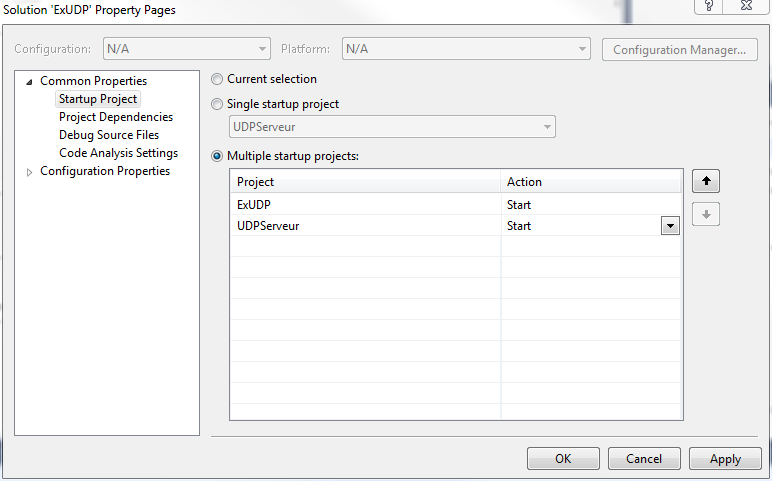 Solution 'ExUDP' Property Pages
?
Configuration: N/A Platform: N/A Configuration Manager...
Common Properties
Startup Project
Project Dependencies
Debug Source Files
Code Analysis Settings
Configuration Properties
Current selection
Single startup project
UDPServeur
Multiple startup projects:
Project Action
ExUDP Start
UDPServeur Start
OK Cancel Apply